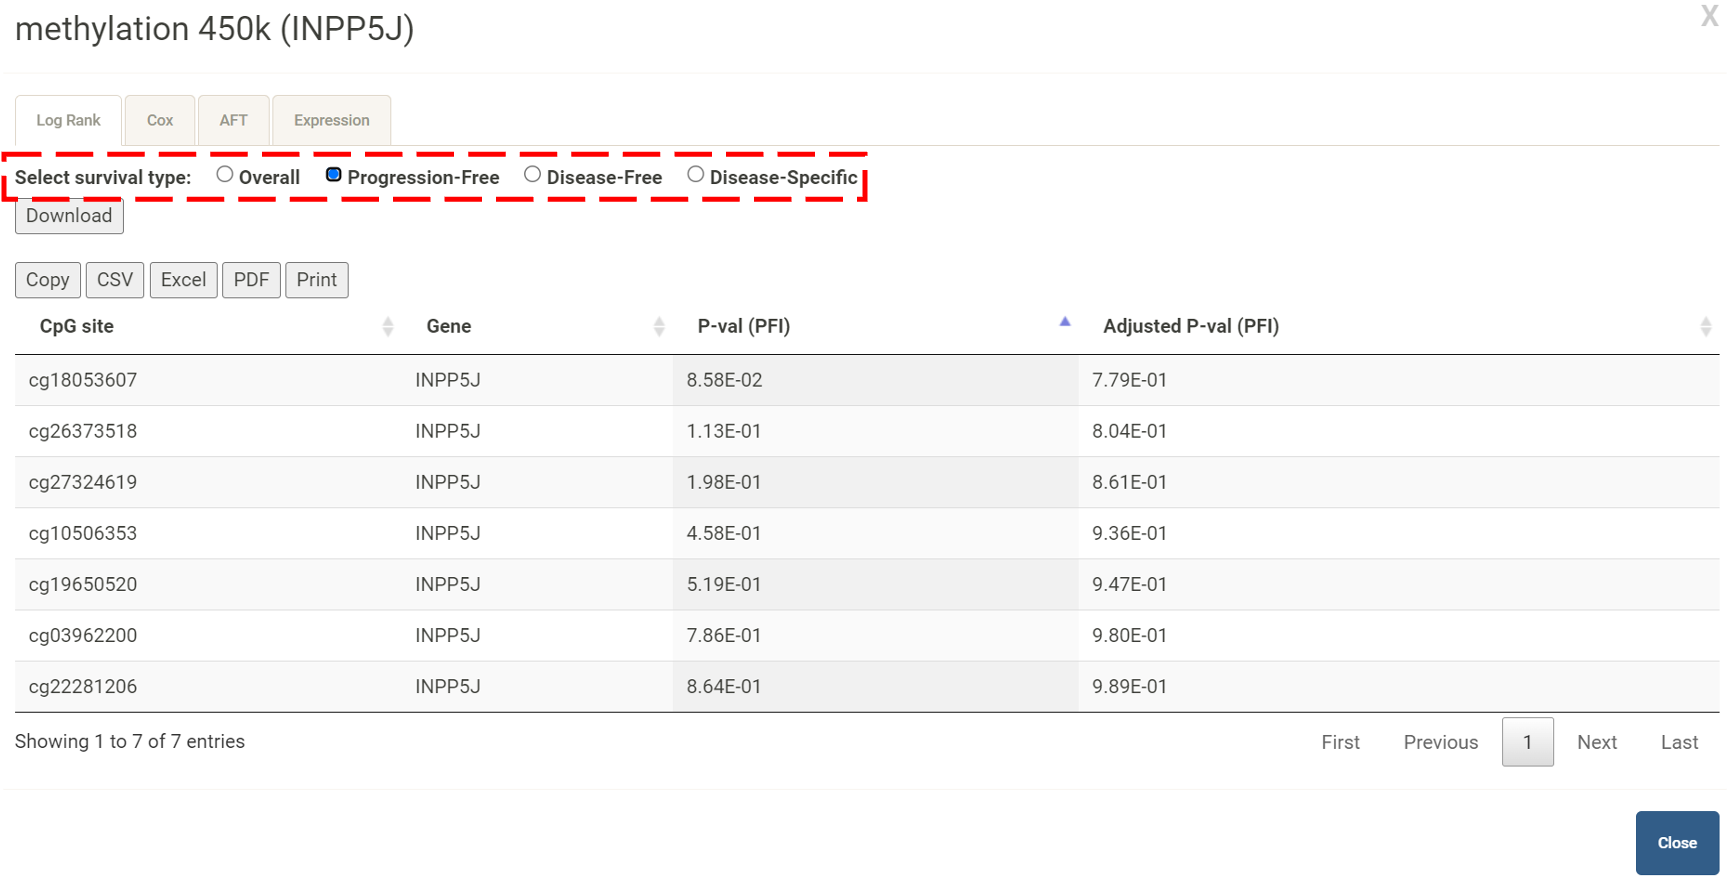 methylation 450k (INPP5J)
X
Log Rank Cox AFT Expression
Select survival type: Overall Progression-Free Disease-Free Disease-Specific
Download
Copy CSV Excel PDF Print
CpG site Gene P-val (PFI) Adjusted P-val (PFI)
cg18053607 INPP5J 8.58E-02 7.79E-01
cg26373518 INPP5J 1.13E-01 8.04E-01
cg27324619 INPP5J 1.98E-01 8.61E-01
cg10506353 INPP5J 4.58E-01 9.36E-01
cg19650520 INPP5J 5.19E-01 9.47E-01
cg03962200 INPP5J 7.86E-01 9.80E-01
cg22281206 INPP5J 8.64E-01 9.89E-01
Showing 1 to 7 of 7 entries First Previous 1 Next Last
Close